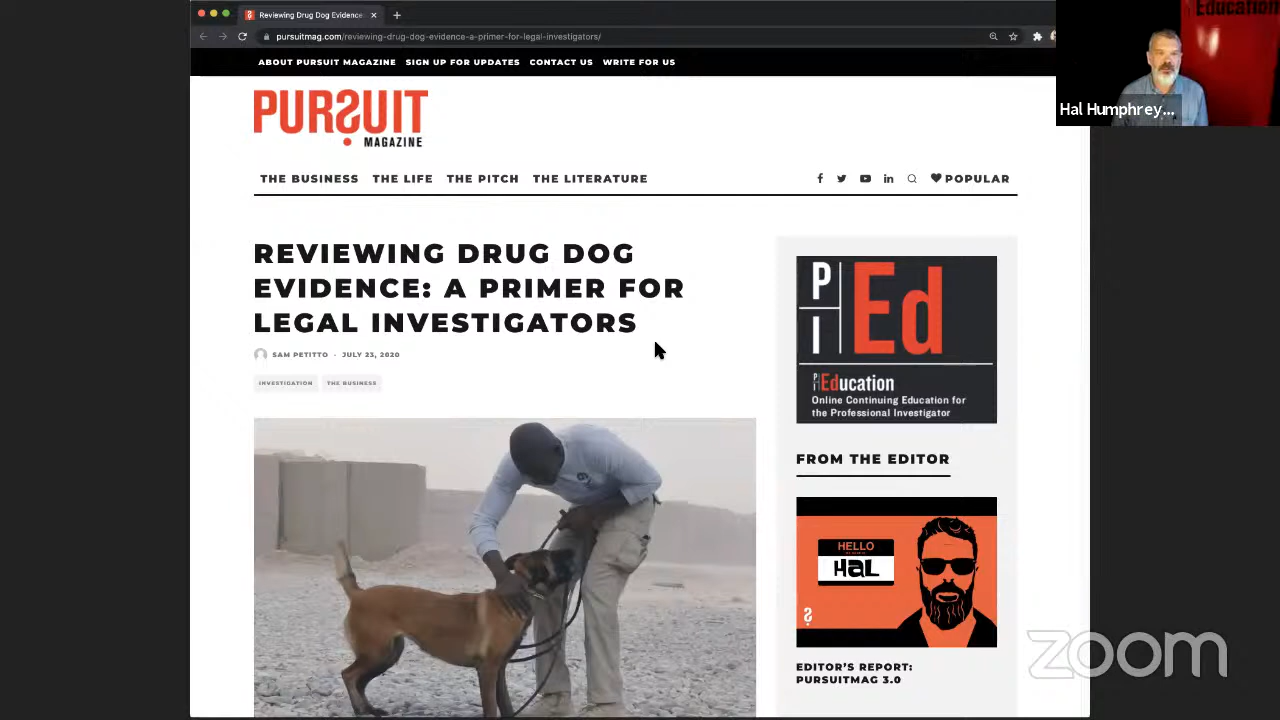 Reviewing Drug Dog Evidence
pursuitmag.com/reviewing-drug-dog-evidence-a-primer-for-legal-investigators/
Education
Hal Humphrey...
ABOUT PURSUIT MAGAZINE SIGN UP FOR UPDATES CONTACT US WRITE FOR US
PURSUIT
MAGAZINE
THE BUSINESS THE LIFE THE PITCH THE LITERATURE
POPULAR
REVIEWING DRUG DOG
EVIDENCE: A PRIMER FOR
LEGAL INVESTIGATORS
SAM PETITTO - JULY 23, 2020
INVESTIGATION THE BUSINESS
PI Ed
PI Education
Online Continuing Education for
the Professional Investigator
FROM THE EDITOR
HELLO
HAL
EDITOR'S REPORT:
PURSUITMAG 3.0
zoom